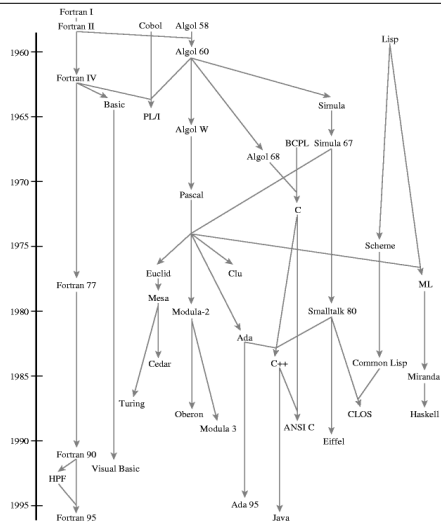 Fortran I
Fortran II Cobol Algol 58
Lisp
1960 Algol 60
Fortran IV
Basic Simula
1965 PL/I
Algol W BCPL Simula 67
Algol 68
1970
Pascal
C
1975 Scheme
Euclid Clu
Fortran 77 ML
Mesa
1980 Modula-2 Smalltalk 80
Ada
Cedar C++ Common Lisp
1985 Miranda
Turing
Oberon CLOS Haskell
Modula 3 ANSI C
1990 Eiffel
Fortran 90
Visual Basic
HPF
1995 Ada 95
Fortran 95 Java